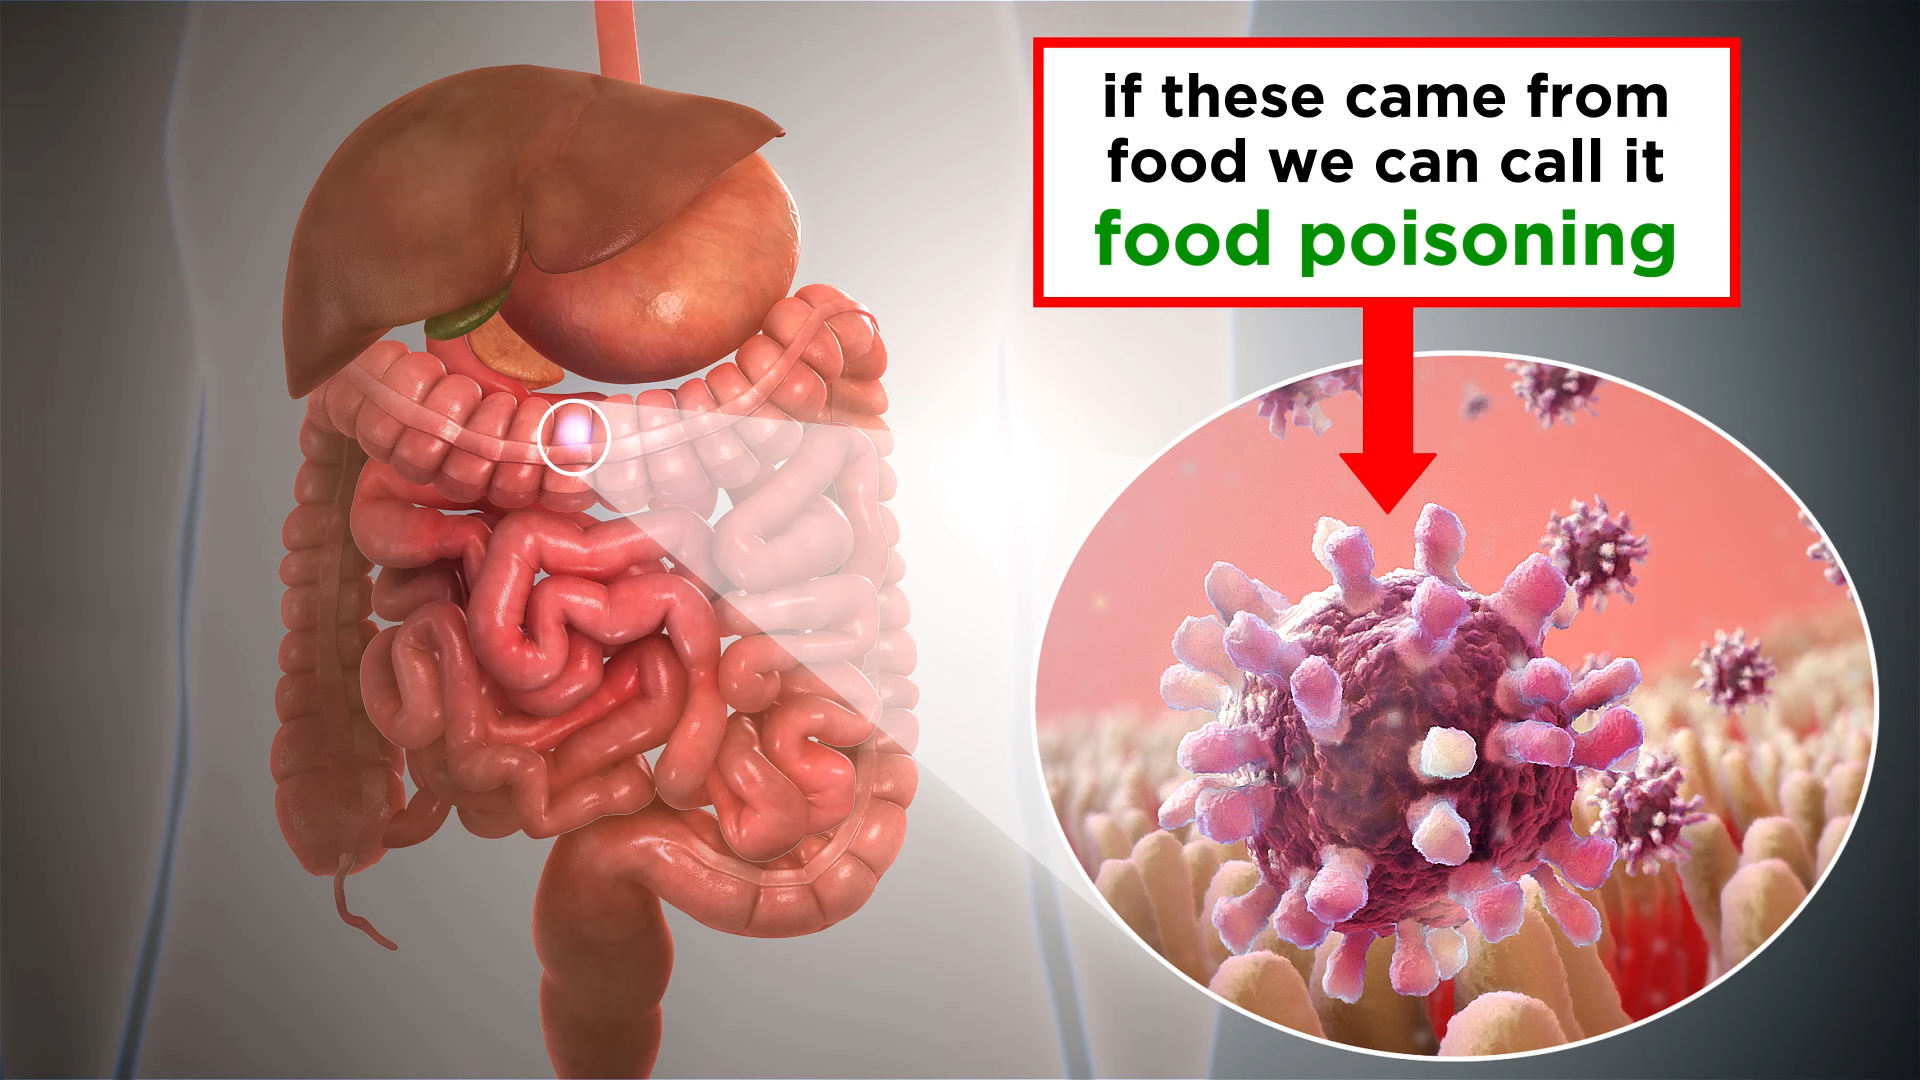 if these came from
food we can call it
food poisoning